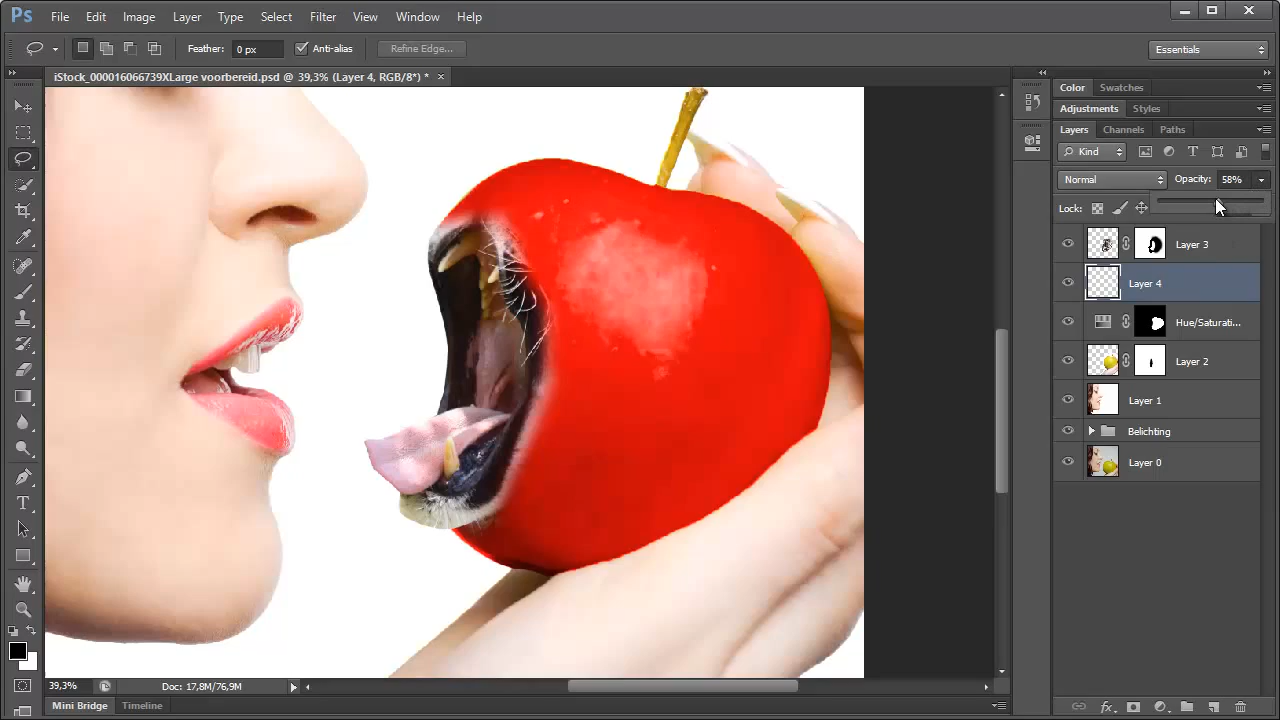 Ps File Edit Image Layer Type Select Filter View Window Help
Feather: 0 px Anti-alias Refine Edge... Essentials
iStock_000016066739XLarge voorbereid.psd @ 39,3% (Layer 4, RGB/8*) *
Color Swatches
Adjustments Styles
Layers Channels Paths
Kind
Normal Opacity: 58%
Lock:
Layer 3
Layer 4
Hue/Saturati...
Layer 2
Layer 1
Belichting
Layer 0
39,3% Doc: 17,8M/76,9M
Mini Bridge Timeline